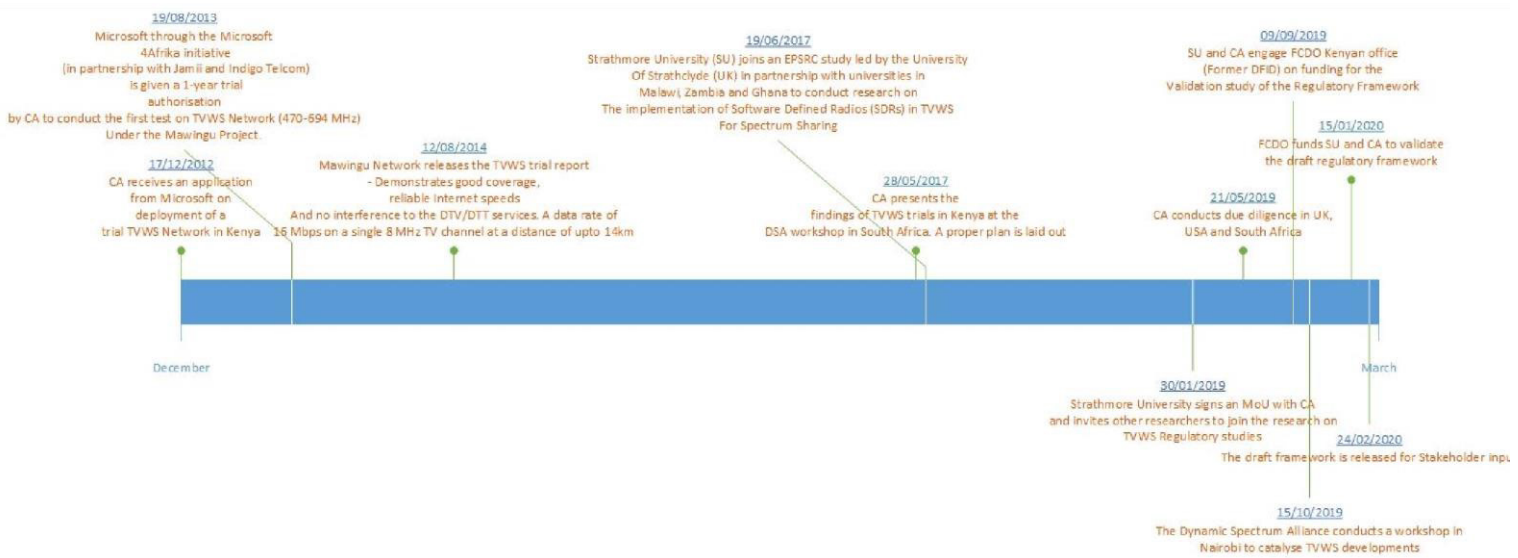 19/08/2013
Microsoft through the Microsoft
4Afrika initiative
(in partnership with Jamii and Indigo Telcom)
is given a 1-year trial
authorisation
by CA to conduct the first test on TVWS Network (470-694 MHz)
Under the Mawingu Project.
17/12/2012
CA receives an application
from Microsoft on
deployment of a
trial TVWS Network in Kenya
12/08/2014
Mawingu Network releases the TVWS trial report
- Demonstrates good coverage,
reliable Internet speeds
And no interference to the DTV/DTT services. A data rate of
16 Mbps on a single 8 MHz TV channel at a distance of upto 14km
19/06/2017
Strathmore University (SU) joins an EPSRC study led by the University
Of Strathclyde (UK) in partnership with universities in
Malawi, Zambia and Ghana to conduct research on
The implementation of Software Defined Radios (SDRs) in TVWS
For Spectrum Sharing
28/05/2017
CA presents the
findings of TVWS trials in Kenya at the
DSA workshop in South Africa. A proper plan is laid out
09/09/2019
SU and CA engage FCDO Kenyan office
(Former DFID) on funding for the
Validation study of the Regulatory Framework
15/01/2020
FCDO funds SU and CA to validate
the draft regulatory framework
21/05/2019
CA conducts due diligence in UK,
USA and South Africa
December
March
30/01/2019
Strathmore University signs an MoU with CA
and invites other researchers to join the research on
TVWS Regulatory studies
24/02/2020
The draft framework is released for Stakeholder inpu
15/10/2019
The Dynamic Spectrum Alliance conducts a workshop in
Nairobi to catalyse TVWS developments